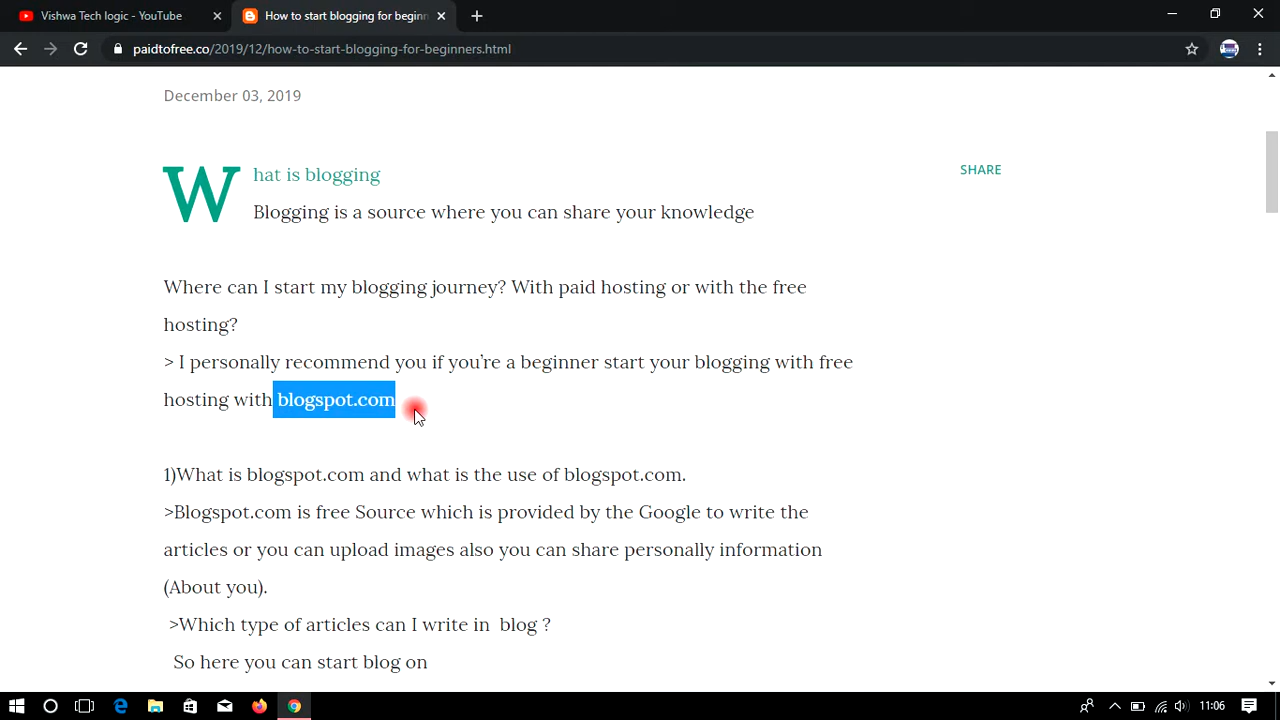 Vishwa Tech logic - YouTube
How to start blogging for beginn
paidtofree.co/2019/12/how-to-start-blogging-for-beginners.html
December 03, 2019
What is blogging
SHARE
Blogging is a source where you can share your knowledge
Where can I start my blogging journey? With paid hosting or with the free
hosting?
> I personally recommend you if you’re a beginner start your blogging with free
hosting with blogspot.com
1)What is blogspot.com and what is the use of blogspot.com.
>Blogspot.com is free Source which is provided by the Google to write the
articles or you can upload images also you can share personally information
(About you).
>Which type of articles can I write in  blog ?
So here you can start blog on
11:06